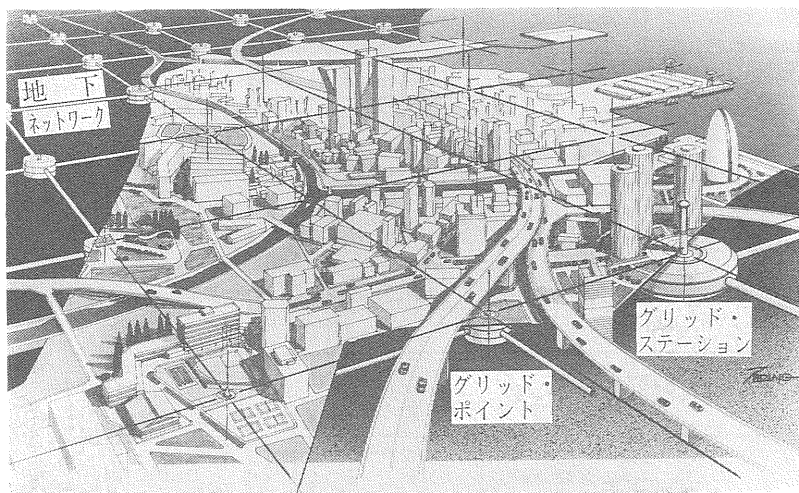 地 下
ネットワーク
グリッド・
ステーション
グリッド・
ポイント